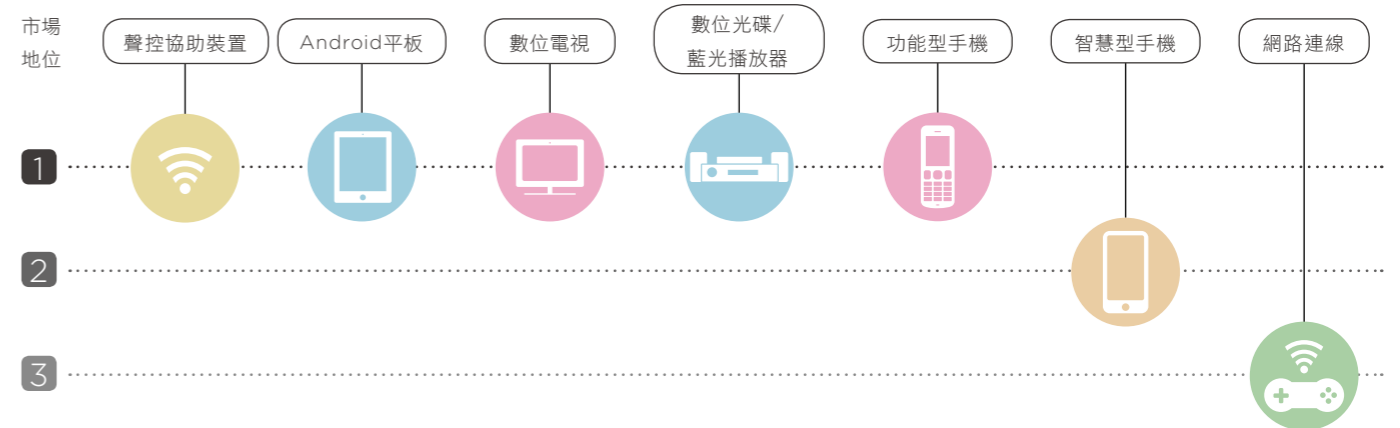 市場
地位
聲控協助裝置
Android平板
數位電視
數位光碟/
藍光播放器
功能型手機
智慧型手機
網路連線
1
2
3